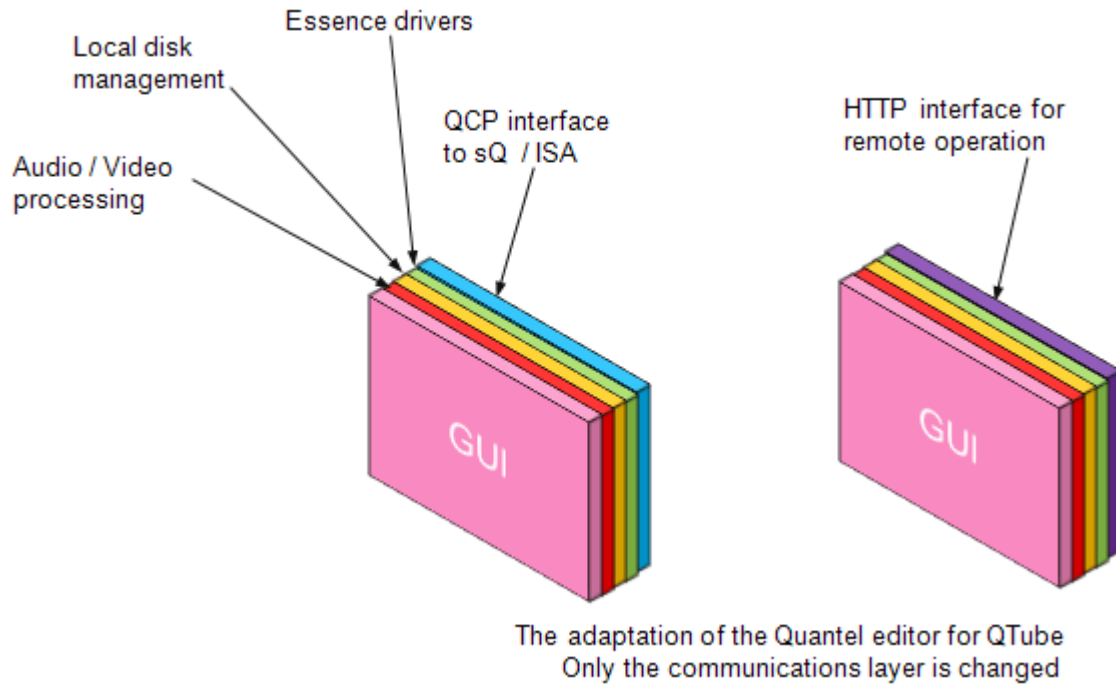 Essence drivers
Local disk
management
QCP interface
to sQ / ISA
HTTP interface for
remote operation
Audio / Video
processing
GUI
GUI
The adaptation of the Quantel editor for QTube
Only the communications layer is changed